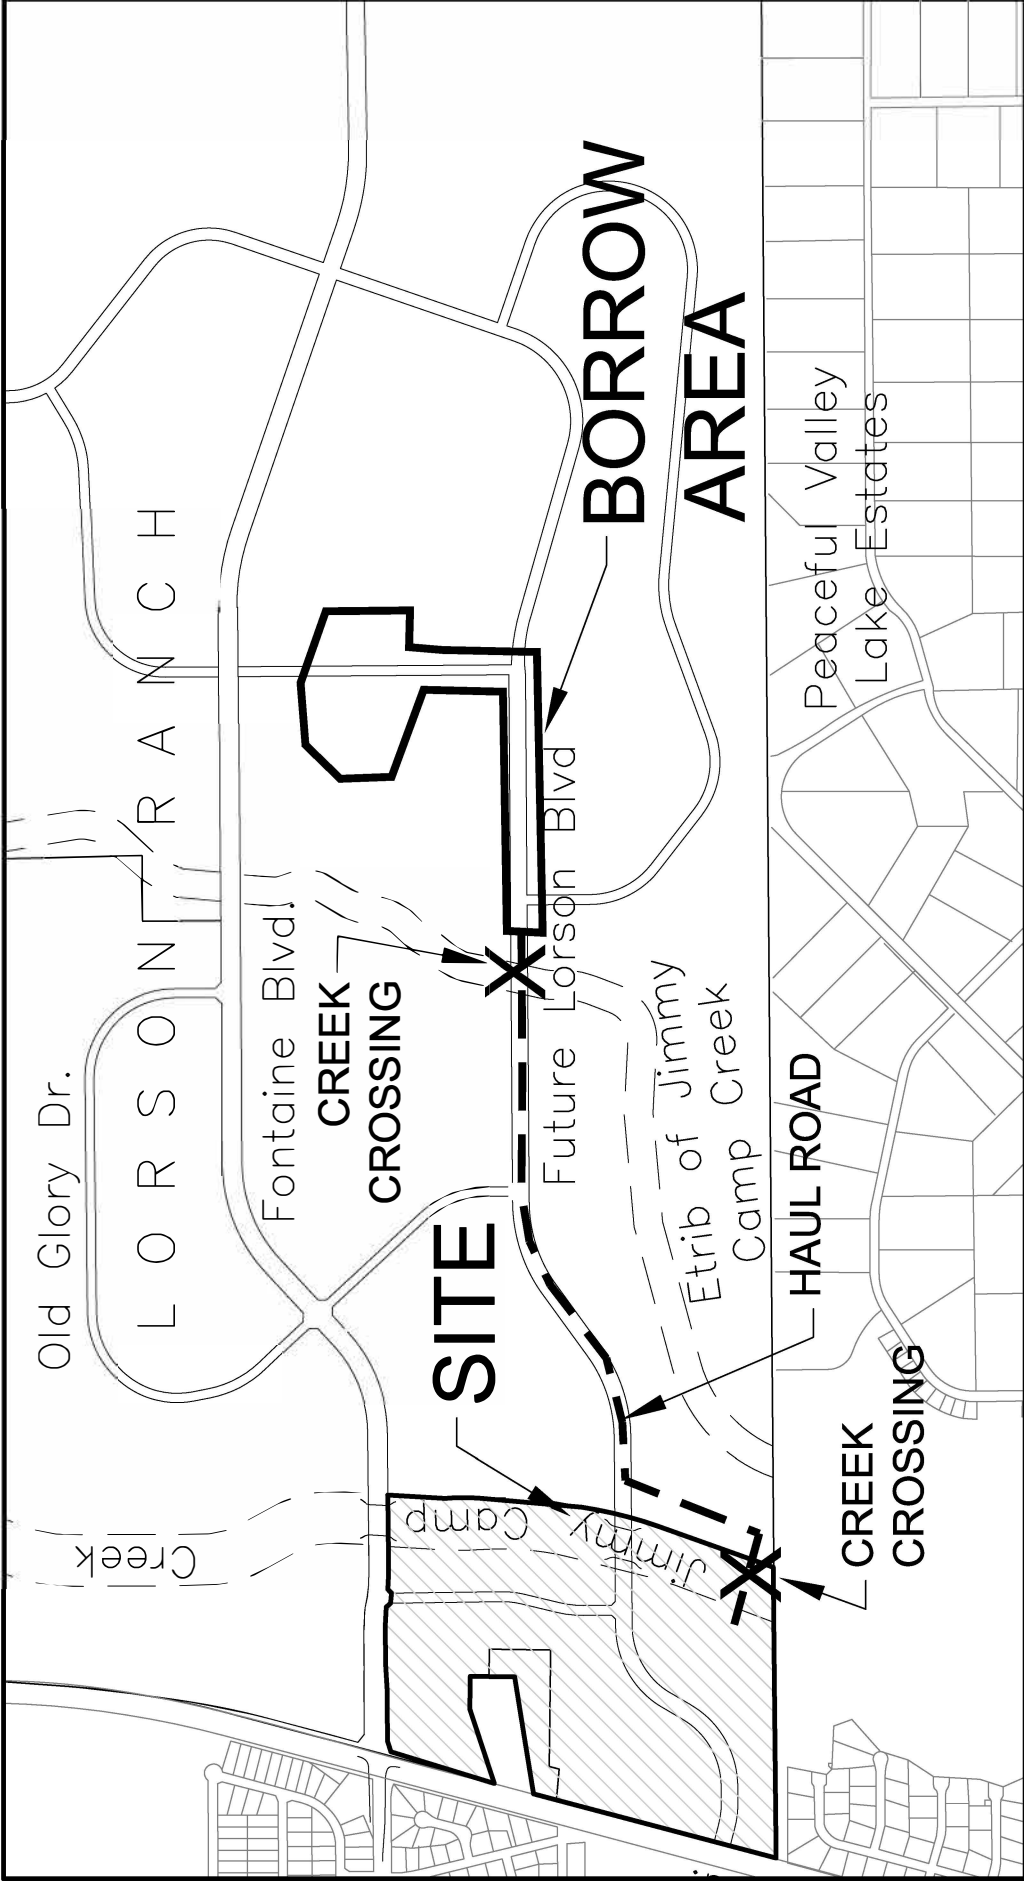 Old Glory Dr.
LORSON RANCH
Fontaine Blvd.
CREEK
CROSSING
SITE
Future Lorson Blvd
BORROW
AREA
Etrib of Jimmy
Camp Creek
HAUL ROAD
Peaceful Valley
Lake Estates
CREEK
CROSSING
Creek
Camp
Jimmy